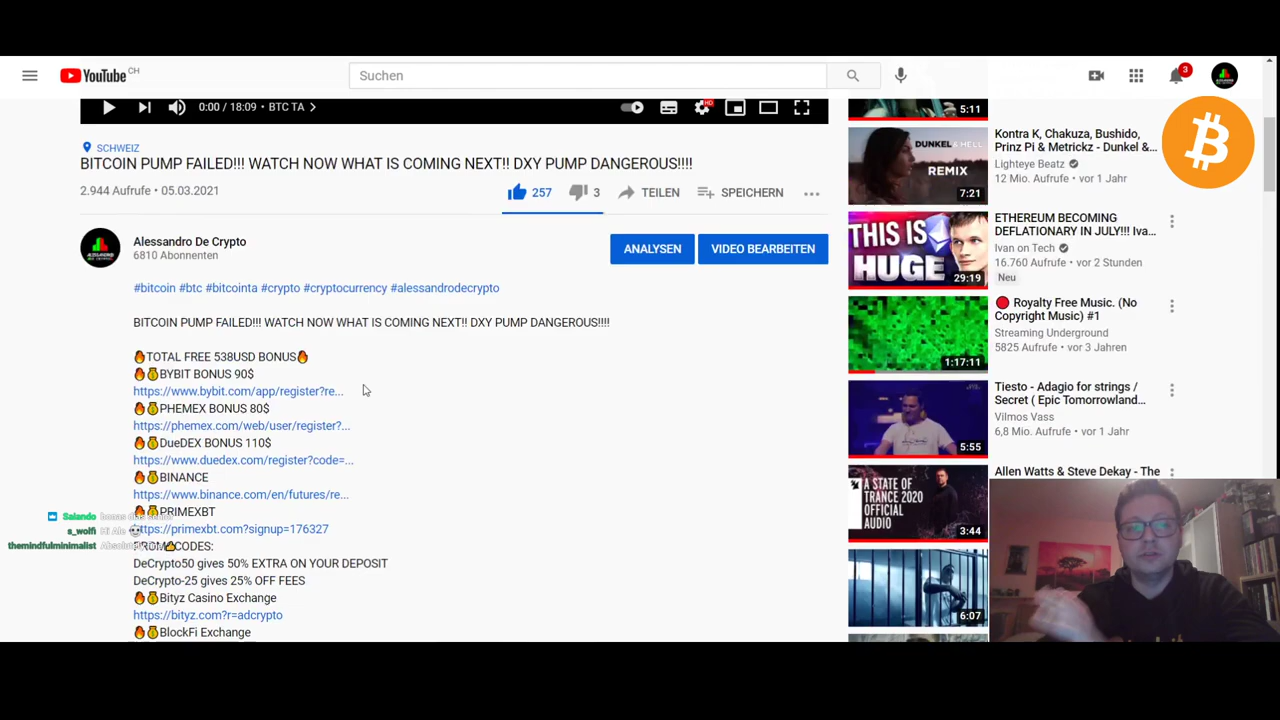 YouTube CH
Suchen
3
0:00 / 18:09 • BTC TA
HD
SCHWEIZ
BITCOIN PUMP FAILED!!! WATCH NOW WHAT IS COMING NEXT!! DXY PUMP DANGEROUS!!!!
2.944 Aufrufe • 05.03.2021
257
3
TEILEN
SPEICHERN
Alessandro De Crypto
6810 Abonnenten
ANALYSEN
VIDEO BEARBEITEN
#bitcoin #btc #bitcointa #crypto #cryptocurrency #alessandrodecrypto
BITCOIN PUMP FAILED!!! WATCH NOW WHAT IS COMING NEXT!! DXY PUMP DANGEROUS!!!!
🔥TOTAL FREE 538USD BONUS🔥
🔥💰BYBIT BONUS 90$
https://www.bybit.com/app/register?re...
🔥💰PHEMEX BONUS 80$
https://phemex.com/web/user/register?...
🔥💰DueDEX BONUS 110$
https://www.duedex.com/register?code=...
🔥💰BINANCE
https://www.binance.com/en/futures/re...
🔥💰PRIMEXBT
https://primexbt.com?signup=176327
CODES:
DeCrypto50 gives 50% EXTRA ON YOUR DEPOSIT
DeCrypto-25 gives 25% OFF FEES
🔥💰Bityz Casino Exchange
https://bityz.com?r=adcrypto
🔥💰BlockFi Exchange
Salando
s_wolfi Hi Ale
themindfulminimalist
5:11
DUNKEL & HELL
REMIX
7:21
Kontra K, Chakuza, Bushido,
Prinz Pi & Metrickz - Dunkel &...
Lighteye Beatz
12 Mio. Aufrufe • vor 1 Jahr
THIS IS
HUGE
29:19
ETHEREUM BECOMING
DEFLATIONARY IN JULY!!! Iva...
Ivan on Tech
16.760 Aufrufe • vor 2 Stunden
Neu
1:17:11
🔴 Royalty Free Music. (No
Copyright Music) #1
Streaming Underground
5825 Aufrufe • vor 3 Jahren
5:55
Tiesto - Adagio for strings /
Secret ( Epic Tomorrowland...
Vilmos Vass
6,8 Mio. Aufrufe • vor 1 Jahr
A STATE OF
TRANCE 2020
OFFICIAL
AUDIO
3:44
Allen Watts & Steve Dekay - The
6:07